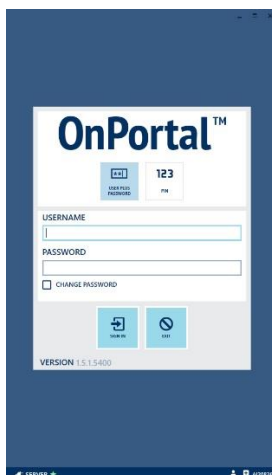 OnPortal™
USER PLUS
PASSWORD
123
PIN
USERNAME
PASSWORD
CHANGE PASSWORD
SIGN IN
EXIT
VERSION 1.5.1.5400
SERVER